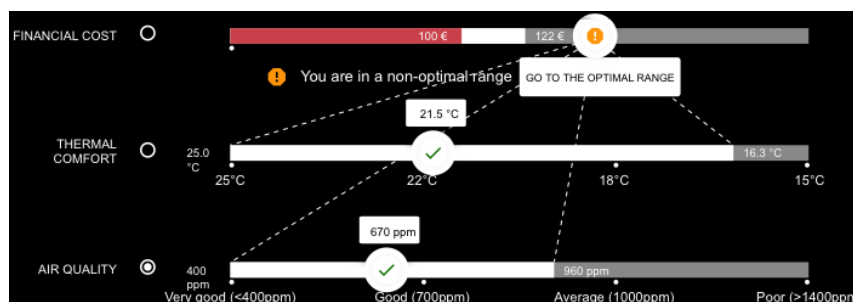 FINANCIAL COST
100 €
122 €
You are in a non-optimal range
GO TO THE OPTIMAL RANGE
21.5 °C
THERMAL
COMFORT
25.0
°C
16.3 °C
25°C
22°C
18°C
15°C
670 ppm
AIR QUALITY
400
ppm
960 ppm
Very good (<400ppm)
Good (700ppm)
Average (1000ppm)
Poor (>1400ppm